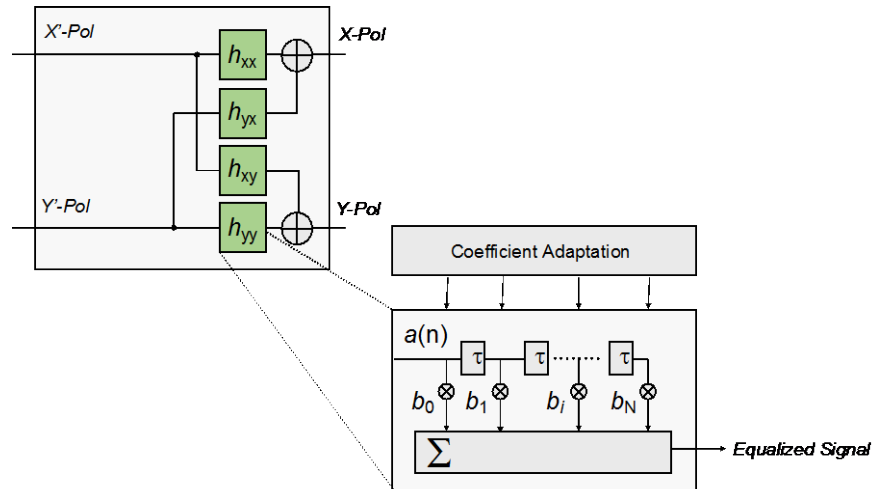 X'-Pol
X-Pol
hxx
hyx
hxy
Y'-Pol
Y-Pol
hyy
Coefficient Adaptation
a(n)
τ τ τ
b0 b1 bi bN
Σ
Equalized Signal